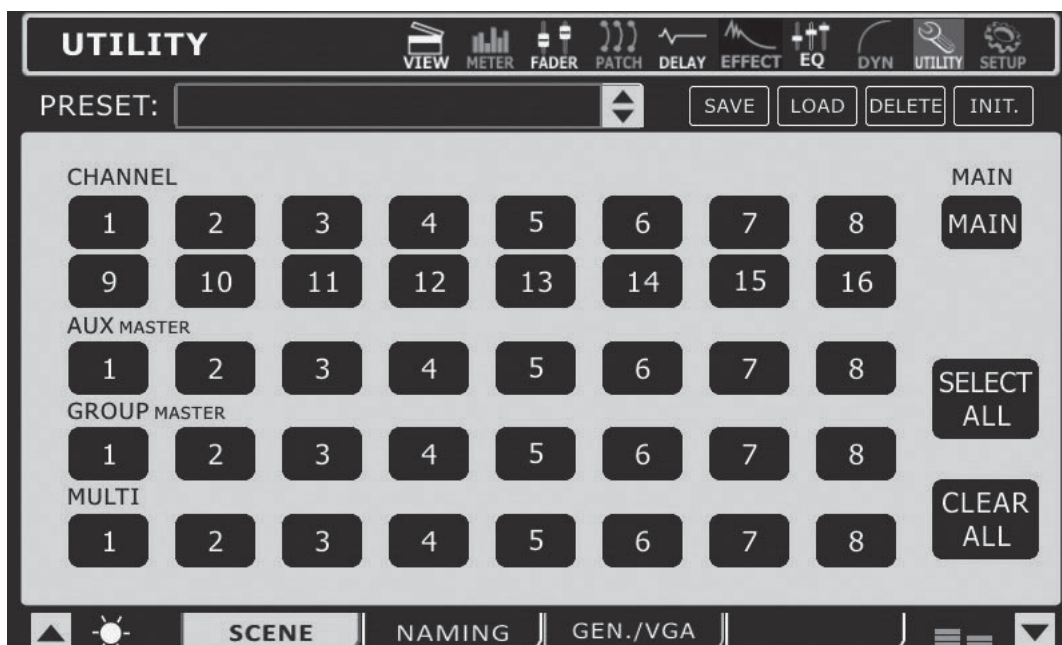 UTILITY
VIEW METER FADER PATCH DELAY EFFECT EQ DYN UTILITY SETUP
PRESET: SAVE LOAD DELETE INIT.
CHANNEL MAIN
1 2 3 4 5 6 7 8 MAIN
9 10 11 12 13 14 15 16
AUX MASTER
1 2 3 4 5 6 7 8
SELECT ALL
GROUP MASTER
1 2 3 4 5 6 7 8
MULTI
1 2 3 4 5 6 7 8
CLEAR ALL
SCENE NAMING GEN./VGA